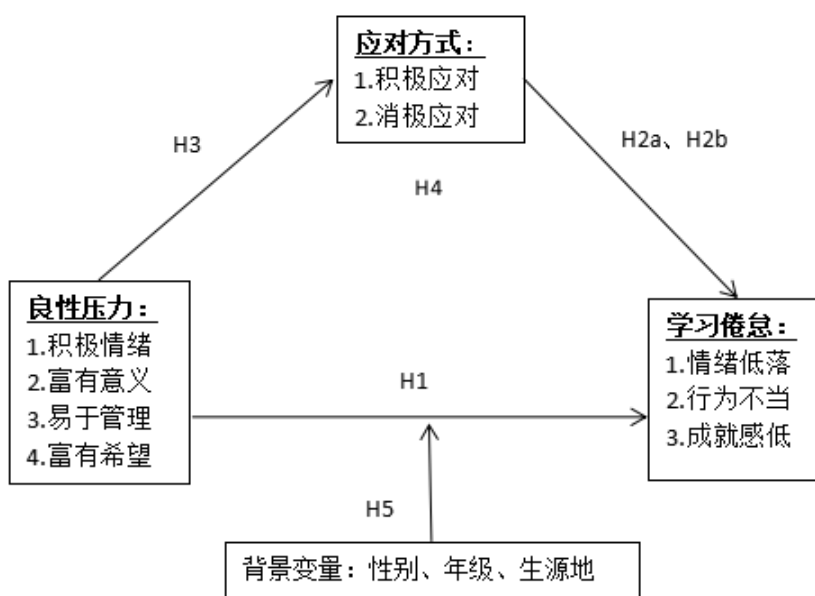 应对方式：
1.积极应对
2.消极应对
H3
H2a、H2b
H4
良性压力：
1.积极情绪
2.富有意义
3.易于管理
4.富有希望
学习倦怠：
1.情绪低落
2.行为不当
3.成就感低
H1
H5
背景变量：性别、年级、生源地